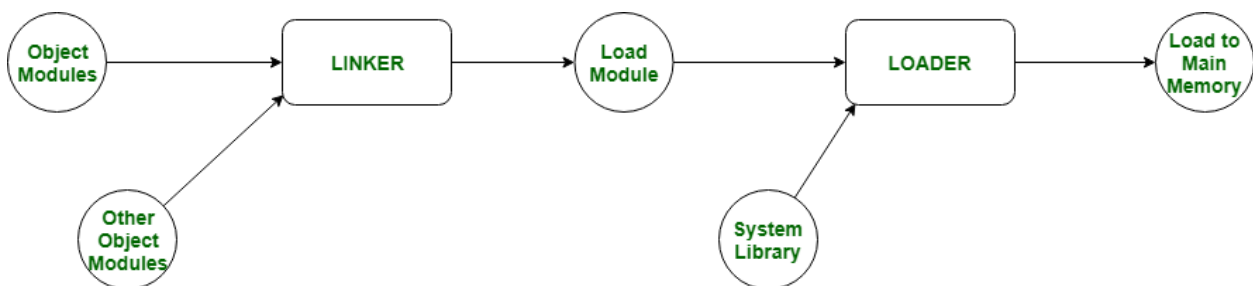 Object
Modules
LINKER
Load
Module
LOADER
Load to
Main
Memory
Other
Object
Modules
System
Library